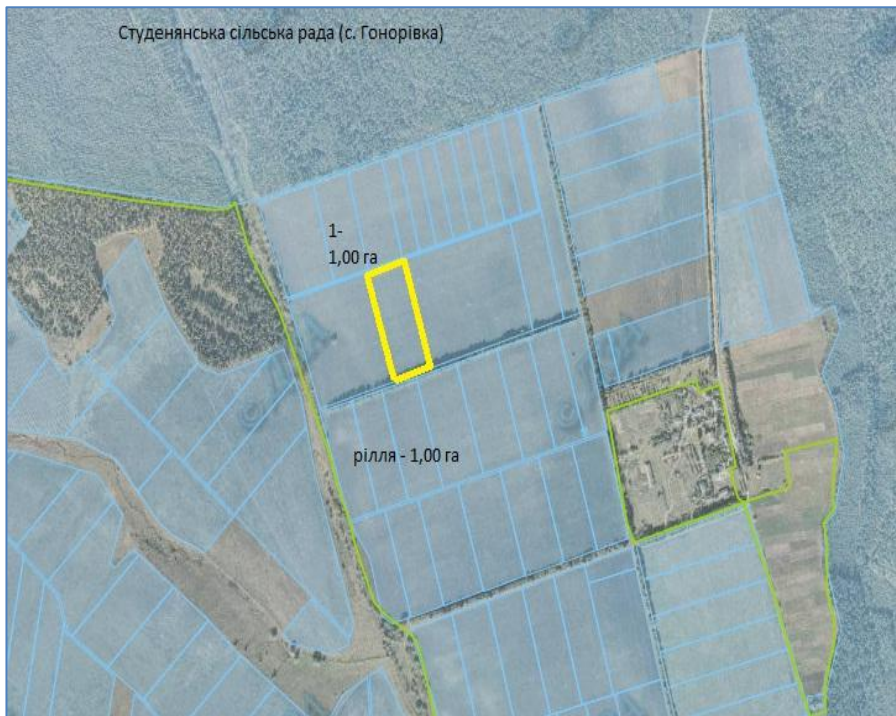 Студенянська сільська рада (с. Гонорівка)
1-
1,00 га
рілля - 1,00 га